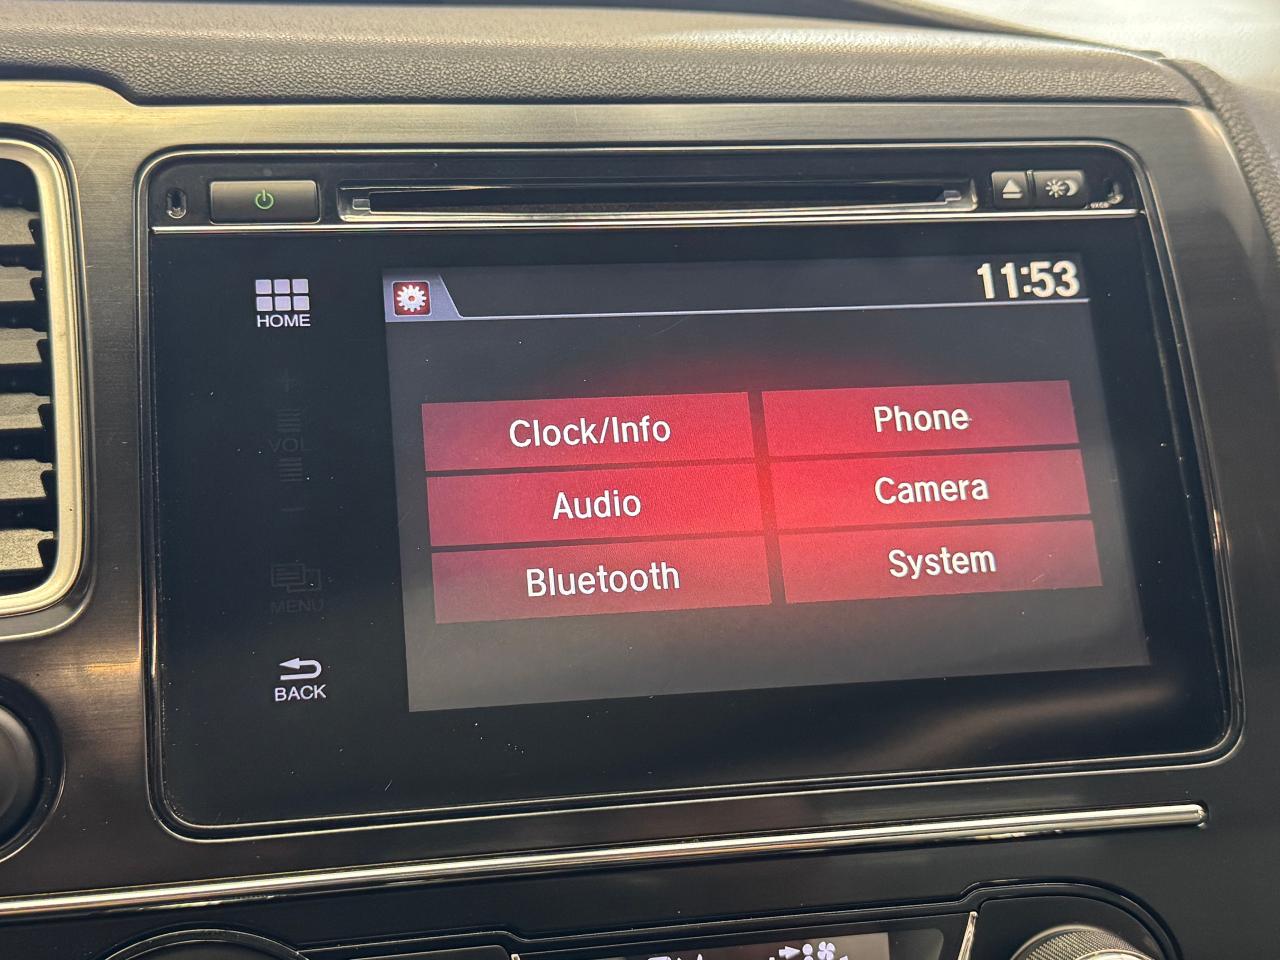 HOME
11:53
VOL
Clock/Info
Phone
Audio
Camera
Bluetooth
System
MENU
BACK